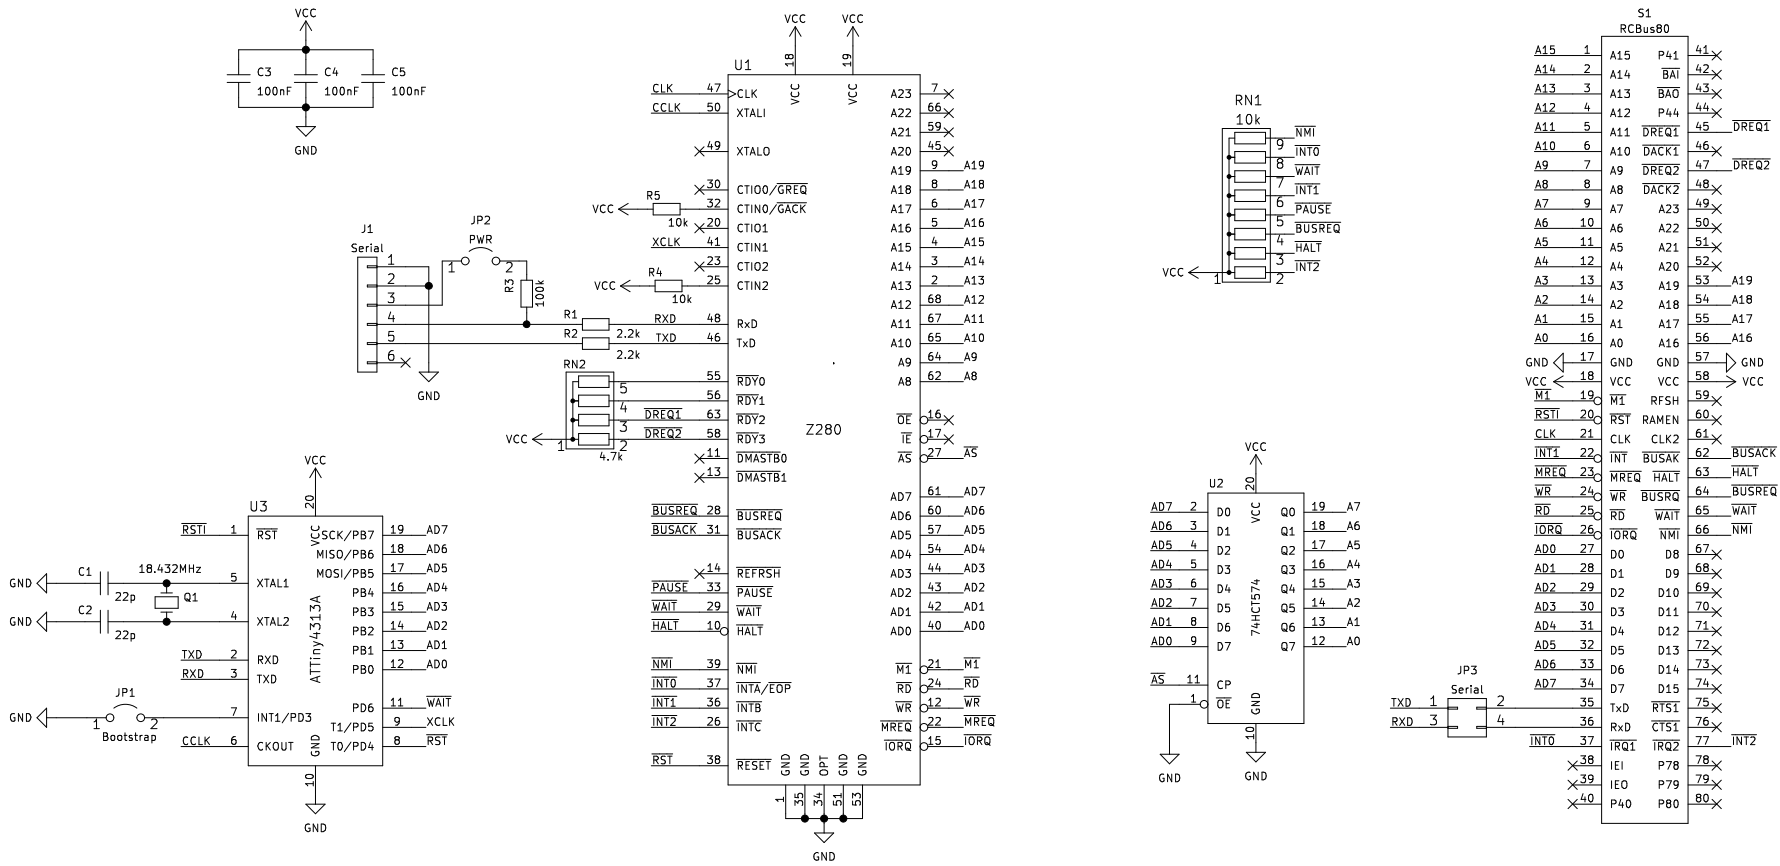 VCC
C3
100nF
C4
100nF
C5
100nF
GND
J1
Serial
1
2
3
4
5
6
GND
JP2
PWR
1
2
R3
100k
R1
2.2k
R2
2.2k
RXD
TXD
VCC
R5
10k
XCLK
VCC
R4
10k
RN2
5
4
3
2
1
VCC
4.7k
DREQ1
DREQ2
U1
Z280
VCC
18
VCC
VCC
19
VCC
CLK 47 CLK
CCLK 50 XTALI
49 XTALO
30 CTIO0/GREQ
32 CTIN0/GACK
20 CTIO1
41 CTIN1
23 CTIO2
25 CTIN2
48 RxD
46 TxD
55 RDY0
56 RDY1
63 RDY2
58 RDY3
11 DMASTB0
13 DMASTB1
BUSREQ 28 BUSREQ
BUSACK 31 BUSACK
14 REFRSH
PAUSE 33 PAUSE
WAIT 29 WAIT
HALT 10 HALT
NMI 39 NMI
INT0 37 INTA/EOP
INT1 36 INTB
INT2 26 INTC
RST 38 RESET
A23 7
A22 66
A21 59
A20 45
A19 9 A19
A18 8 A18
A17 6 A17
A16 5 A16
A15 4 A15
A14 3 A14
A13 2 A13
A12 68 A12
A11 67 A11
A10 65 A10
A9 64 A9
A8 62 A8
OE 16
IE 17
AS 27 AS
AD7 61 AD7
AD6 60 AD6
AD5 57 AD5
AD4 54 AD4
AD3 44 AD3
AD2 43 AD2
AD1 42 AD1
AD0 40 AD0
M1 21 M1
RD 24 RD
WR 12 WR
MREQ 22 MREQ
IORQ 15 IORQ
GND GND OPT GND GND
1 35 34 51 53
GND
VCC
20
U3
ATTiny4313A
VCC
RSTI 1 RST
GND C1 22p
18.432MHz
Q1
5 XTAL1
GND C2 22p
4 XTAL2
TXD 2 RXD
RXD 3 TXD
JP1
GND 1 2
Bootstrap
7 INT1/PD3
CCLK 6 CKOUT
SCK/PB7 19 AD7
MISO/PB6 18 AD6
MOSI/PB5 17 AD5
PB4 16 AD4
PB3 15 AD3
PB2 14 AD2
PB1 13 AD1
PB0 12 AD0
PD6 11 WAIT
T1/PD5 9 XCLK
T0/PD4 8 RST
GND
10
GND
RN1
10k
9 NMI
8 INT0
7 WAIT
6 INT1
5 PAUSE
4 BUSREQ
3 HALT
2 INT2
VCC 1
VCC
20
U2
VCC
74HCT574
AD7 2 D0
AD6 3 D1
AD5 4 D2
AD4 5 D3
AD3 6 D4
AD2 7 D5
AD1 8 D6
AD0 9 D7
AS 11 CP
1 OE
GND
Q0 19 A7
Q1 18 A6
Q2 17 A5
Q3 16 A4
Q4 15 A3
Q5 14 A2
Q6 13 A1
Q7 12 A0
GND
10
GND
JP3
Serial
TXD 1 2
RXD 3 4
S1
RCBus80
A15 1 A15
A14 2 A14
A13 3 A13
A12 4 A12
A11 5 A11
A10 6 A10
A9 7 A9
A8 8 A8
A7 9 A7
A6 10 A6
A5 11 A5
A4 12 A4
A3 13 A3
A2 14 A2
A1 15 A1
A0 16 A0
GND 17 GND
VCC 18 VCC
M1 19 M1
RSTI 20 RST
CLK 21 CLK
INT1 22 INT
MREQ 23 MREQ
WR 24 WR
RD 25 RD
IORQ 26 IORQ
AD0 27 D0
AD1 28 D1
AD2 29 D2
AD3 30 D3
AD4 31 D4
AD5 32 D5
AD6 33 D6
AD7 34 D7
35 TxD
36 RxD
INT0 37 IRQ1
38 IEI
39 IEO
40 P40
P41 41
BAI 42
BAO 43
P44 44
DREQ1 45 DREQ1
DACK1 46
DREQ2 47 DREQ2
DACK2 48
A23 49
A22 50
A21 51
A20 52
A19 53 A19
A18 54 A18
A17 55 A17
A16 56 A16
GND 57 GND
VCC 58 VCC
RFSH 59
RAMEN 60
CLK2 61
BUSAK 62 BUSACK
HALT 63 HALT
BUSRQ 64 BUSREQ
WAIT 65 WAIT
NMI 66 NMI
D8 67
D9 68
D10 69
D11 70
D12 71
D13 72
D14 73
D15 74
RTS1 75
CTS1 76
IRQ2 77 INT2
P78 78
P79 79
P80 80